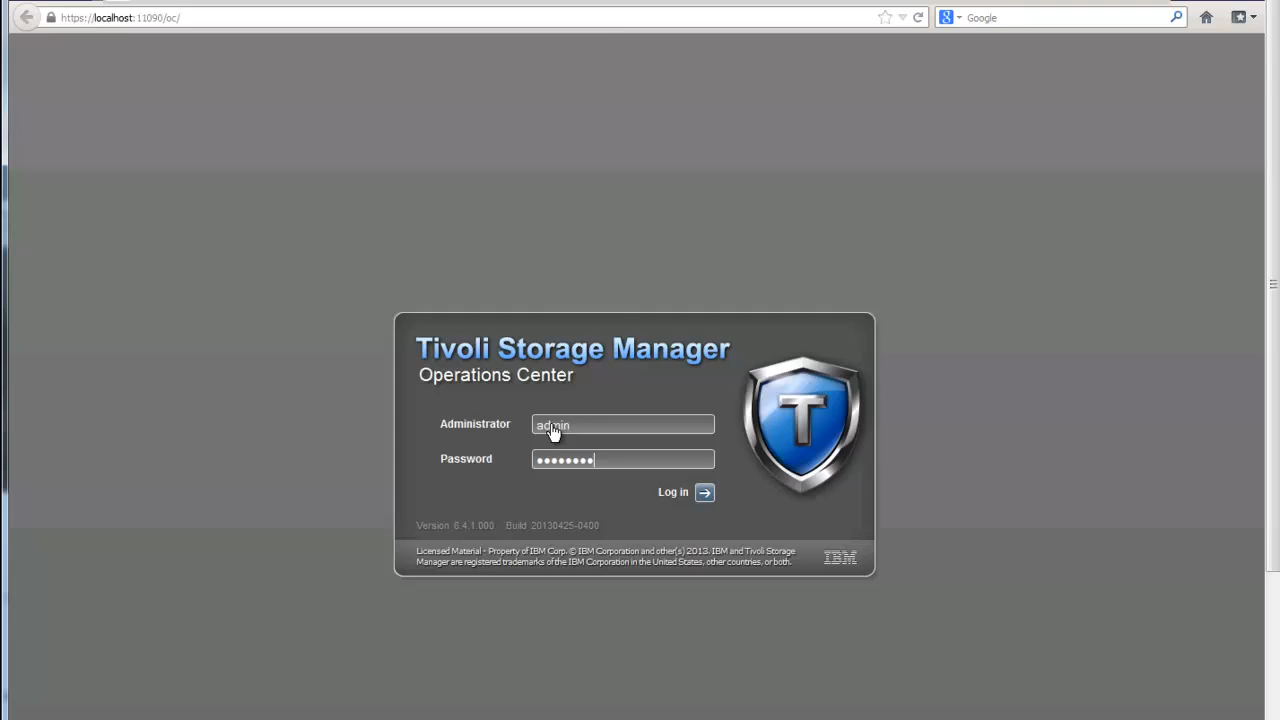 https://localhost:11090/oc/
Google
Tivoli Storage Manager
Operations Center
Administrator admin
Password ●●●●●●●●
Log in
Version 6.4.1.000 Build 20130425-0400
Licensed Material - Property of IBM Corp. © IBM Corporation and other(s) 2013. IBM and Tivoli Storage
Manager are registered trademarks of the IBM Corporation in the United States, other countries, or both.
IBM
T